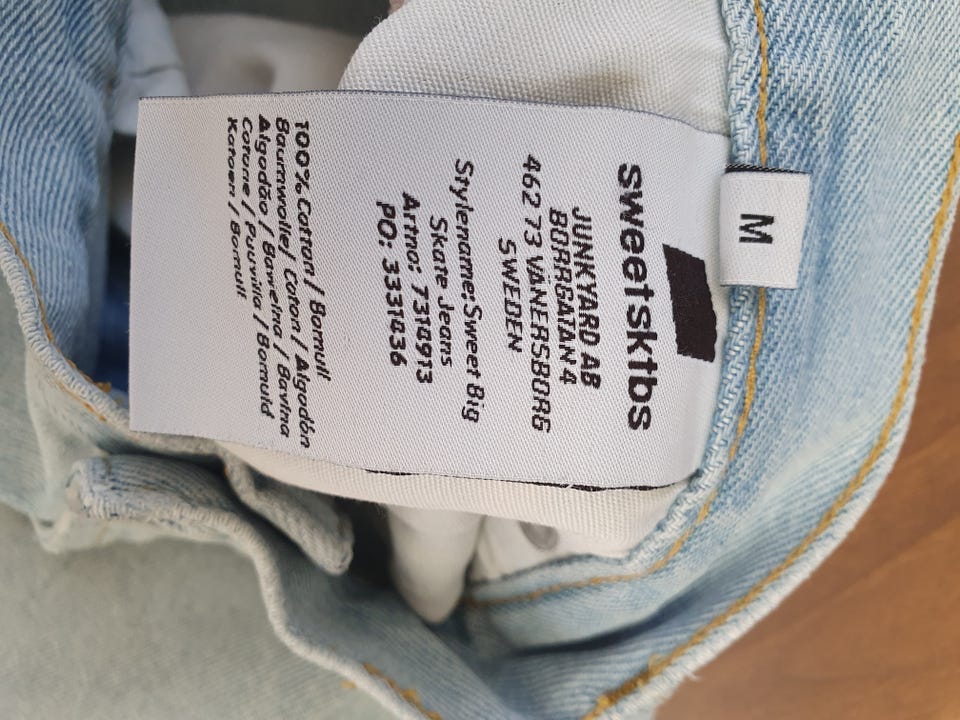 M
sweetsktbs
JUNKYARD AB
BORRGATAN 4
462 73 VÄNERSBORG
SWEDEN
Stylename:Sweet Big
Skate Jeans
Artno: 7310913
PO: 3331036
100% Cotton / Bomull
Baumwolle/ Coton / Algodón
Algodão / Bawełna / Bavlna
Cotone / Puuvilla / Bomuld
Katoen / Bomull